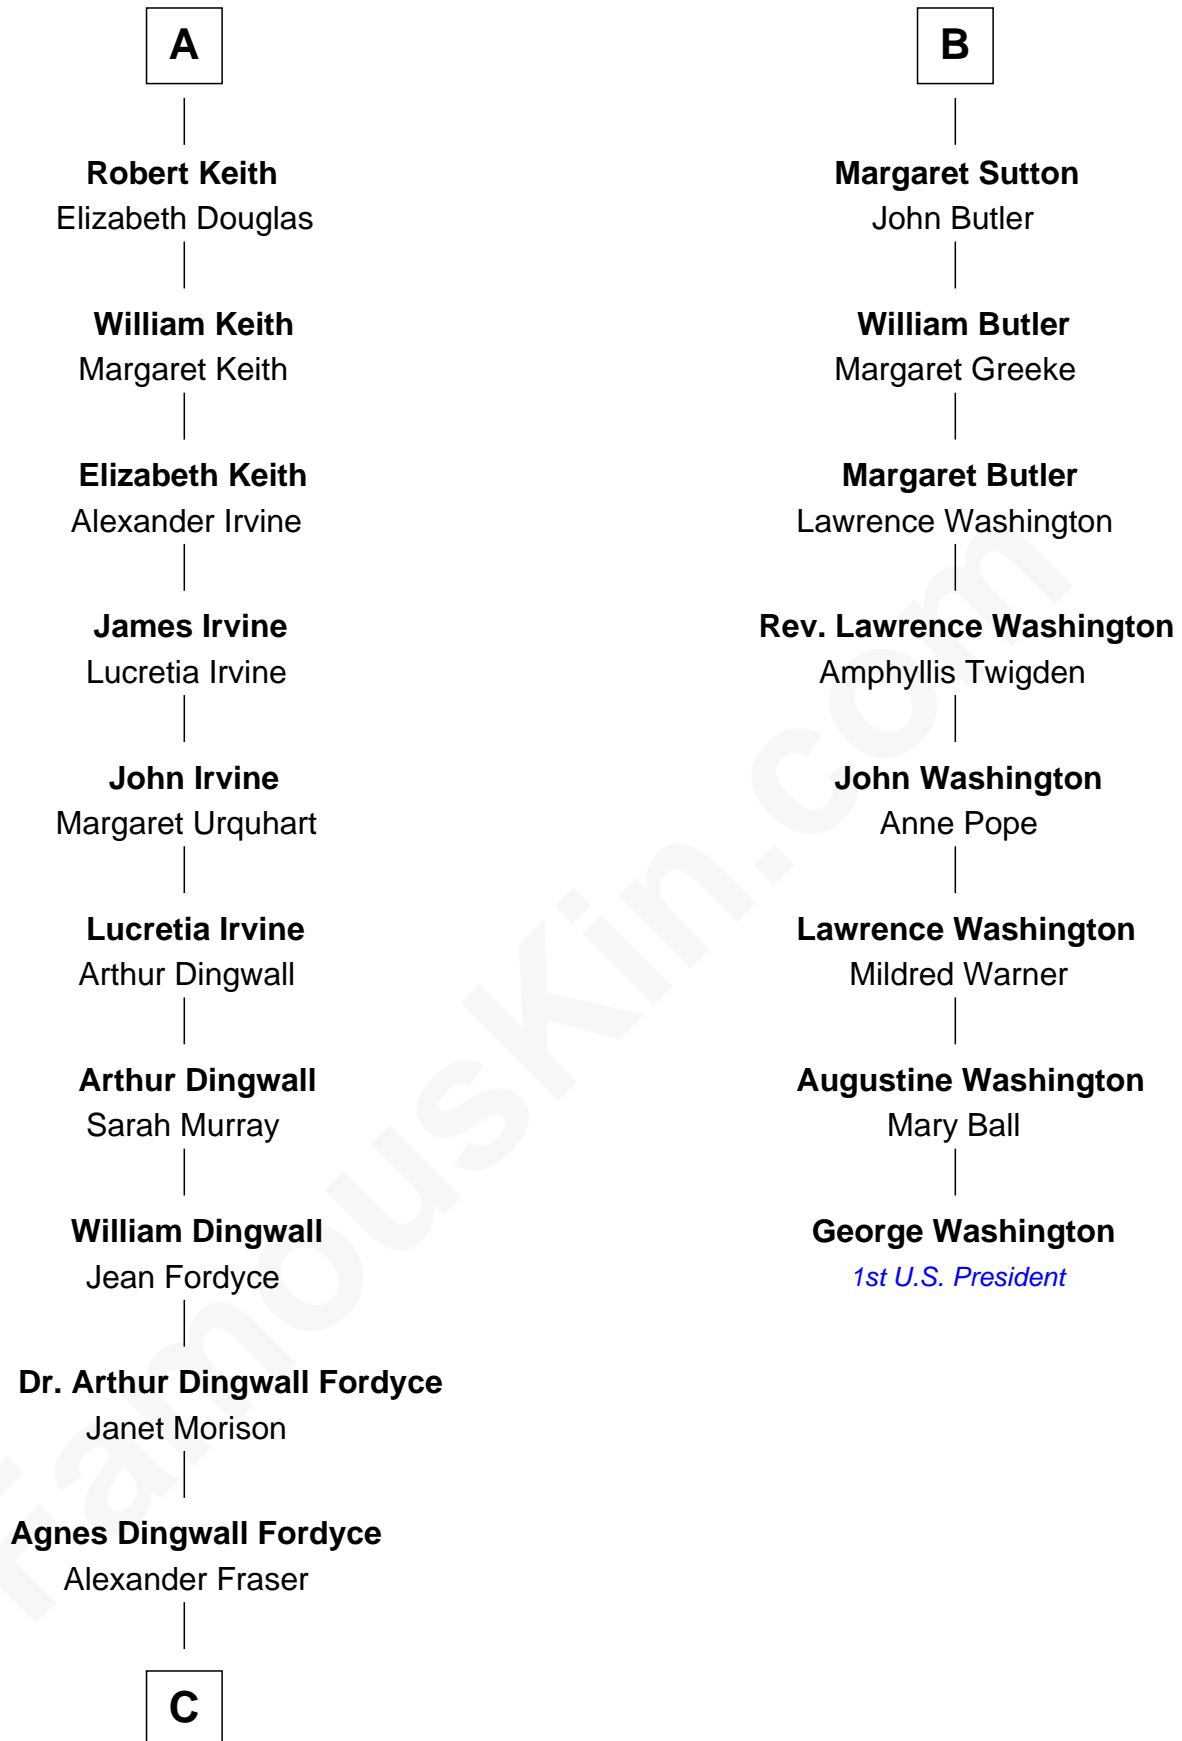 A
Robert Keith
Elizabeth Douglas
William Keith
Margaret Keith
Elizabeth Keith
Alexander Irvine
James Irvine
Lucretia Irvine
John Irvine
Margaret Urquhart
Lucretia Irvine
Arthur Dingwall
Arthur Dingwall
Sarah Murray
William Dingwall
Jean Fordyce
Dr. Arthur Dingwall Fordyce
Janet Morison
Agnes Dingwall Fordyce
Alexander Fraser
C
B
Margaret Sutton
John Butler
William Butler
Margaret Greeke
Margaret Butler
Lawrence Washington
Rev. Lawrence Washington
Amphyllis Twigden
John Washington
Anne Pope
Lawrence Washington
Mildred Warner
Augustine Washington
Mary Ball
George Washington
1st U.S. President
FamousKin.com